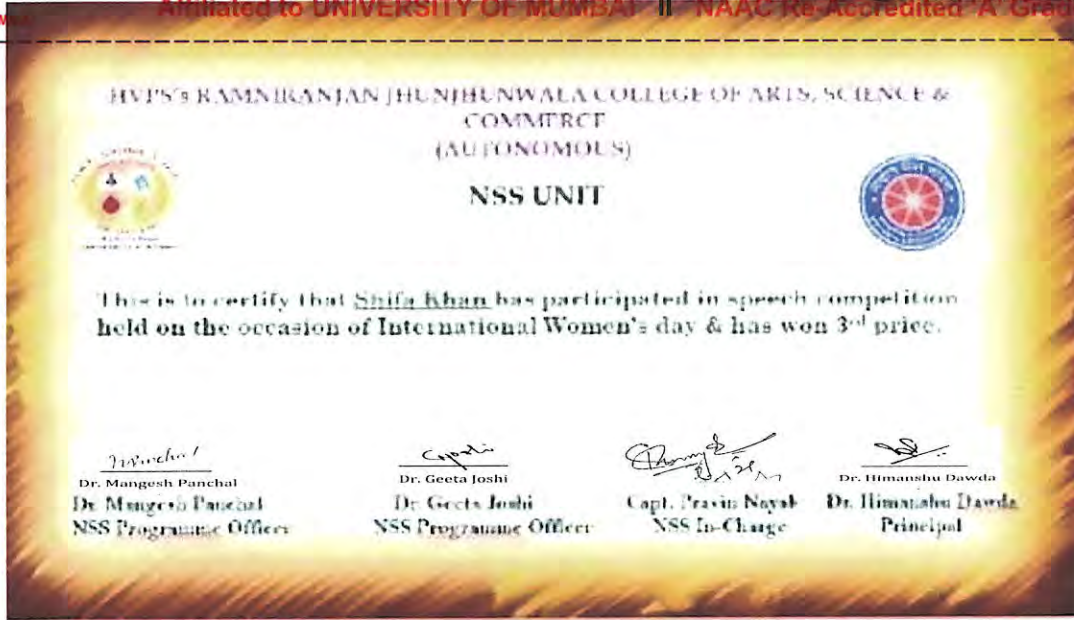 Affiliated to UNIVERSITY OF MUMBAI II NAAC Re-Accredited 'A' Grad
HVPS's RAMNIRANJAN JHUNJHUNWALA COLLEGE OF ARTS, SCIENCE &
COMMERCE
(AUTONOMOUS)
NSS UNIT
This is to certify that Shifa Khan has participated in speech competition
held on the occasion of International Women's day & has won 3rd price.
Dr. Mangesh Panchal
Dr. Geeta Joshi
Dr. Himanshu Dawda
Dr. Mangesh Panchal
Dr. Geeta Joshi
Capt. Pravin Nayak
Dr. Himanshu Dawda
NSS Programme Officer
NSS Programme Officer
NSS In-Charge
Principal